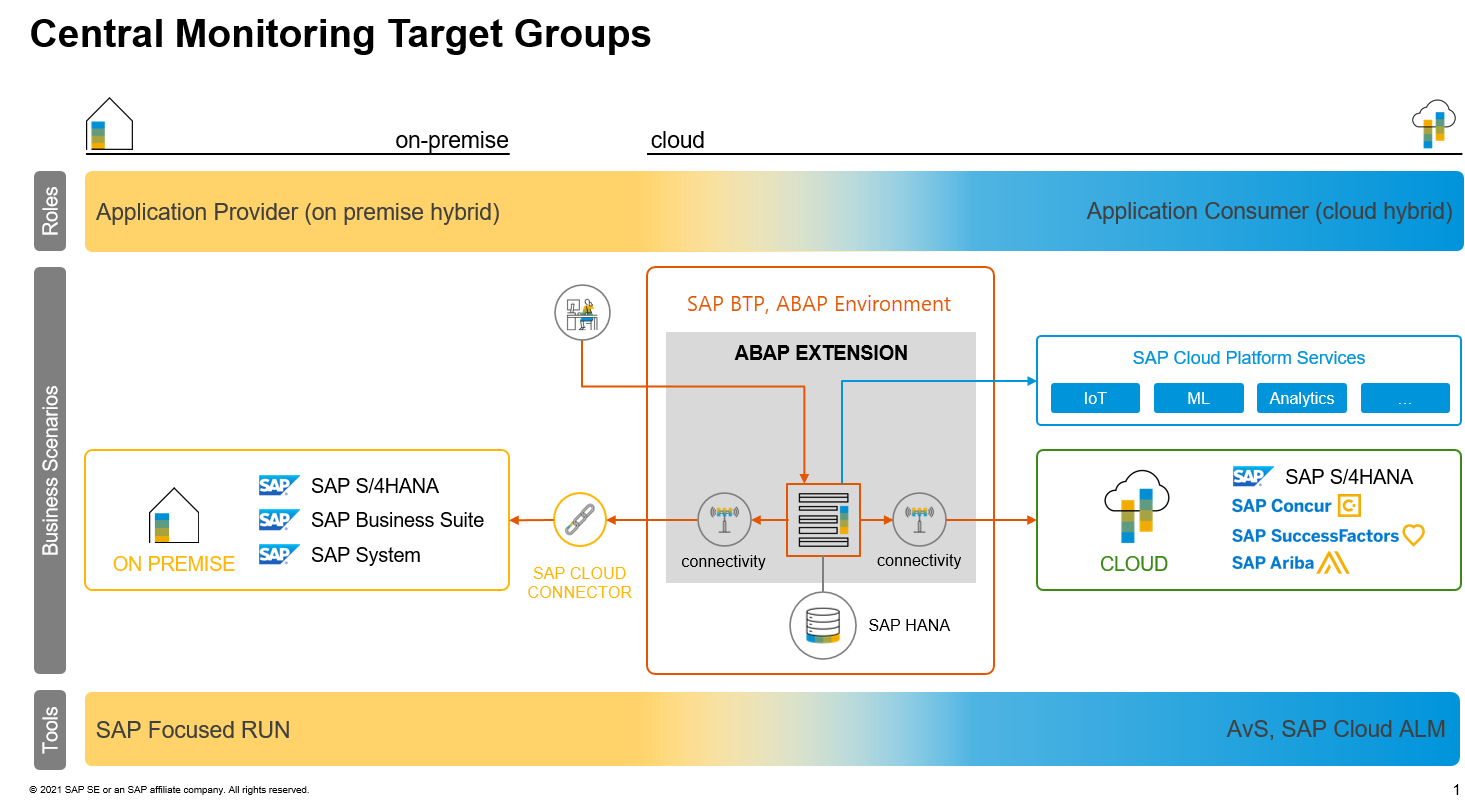 Central Monitoring Target Groups
on-premise
cloud
Roles
Application Provider (on premise hybrid)
Application Consumer (cloud hybrid)
Business Scenarios
SAP BTP, ABAP Environment
ABAP EXTENSION
SAP Cloud Platform Services
IoT
ML
Analytics
...
ON PREMISE
SAP SAP S/4HANA
SAP SAP Business Suite
SAP SAP System
SAP CLOUD
CONNECTOR
connectivity
connectivity
SAP HANA
CLOUD
SAP SAP S/4HANA
SAP Concur C
SAP SuccessFactors
SAP Ariba
Tools
SAP Focused RUN
AvS, SAP Cloud ALM
© 2021 SAP SE or an SAP affiliate company. All rights reserved.
1